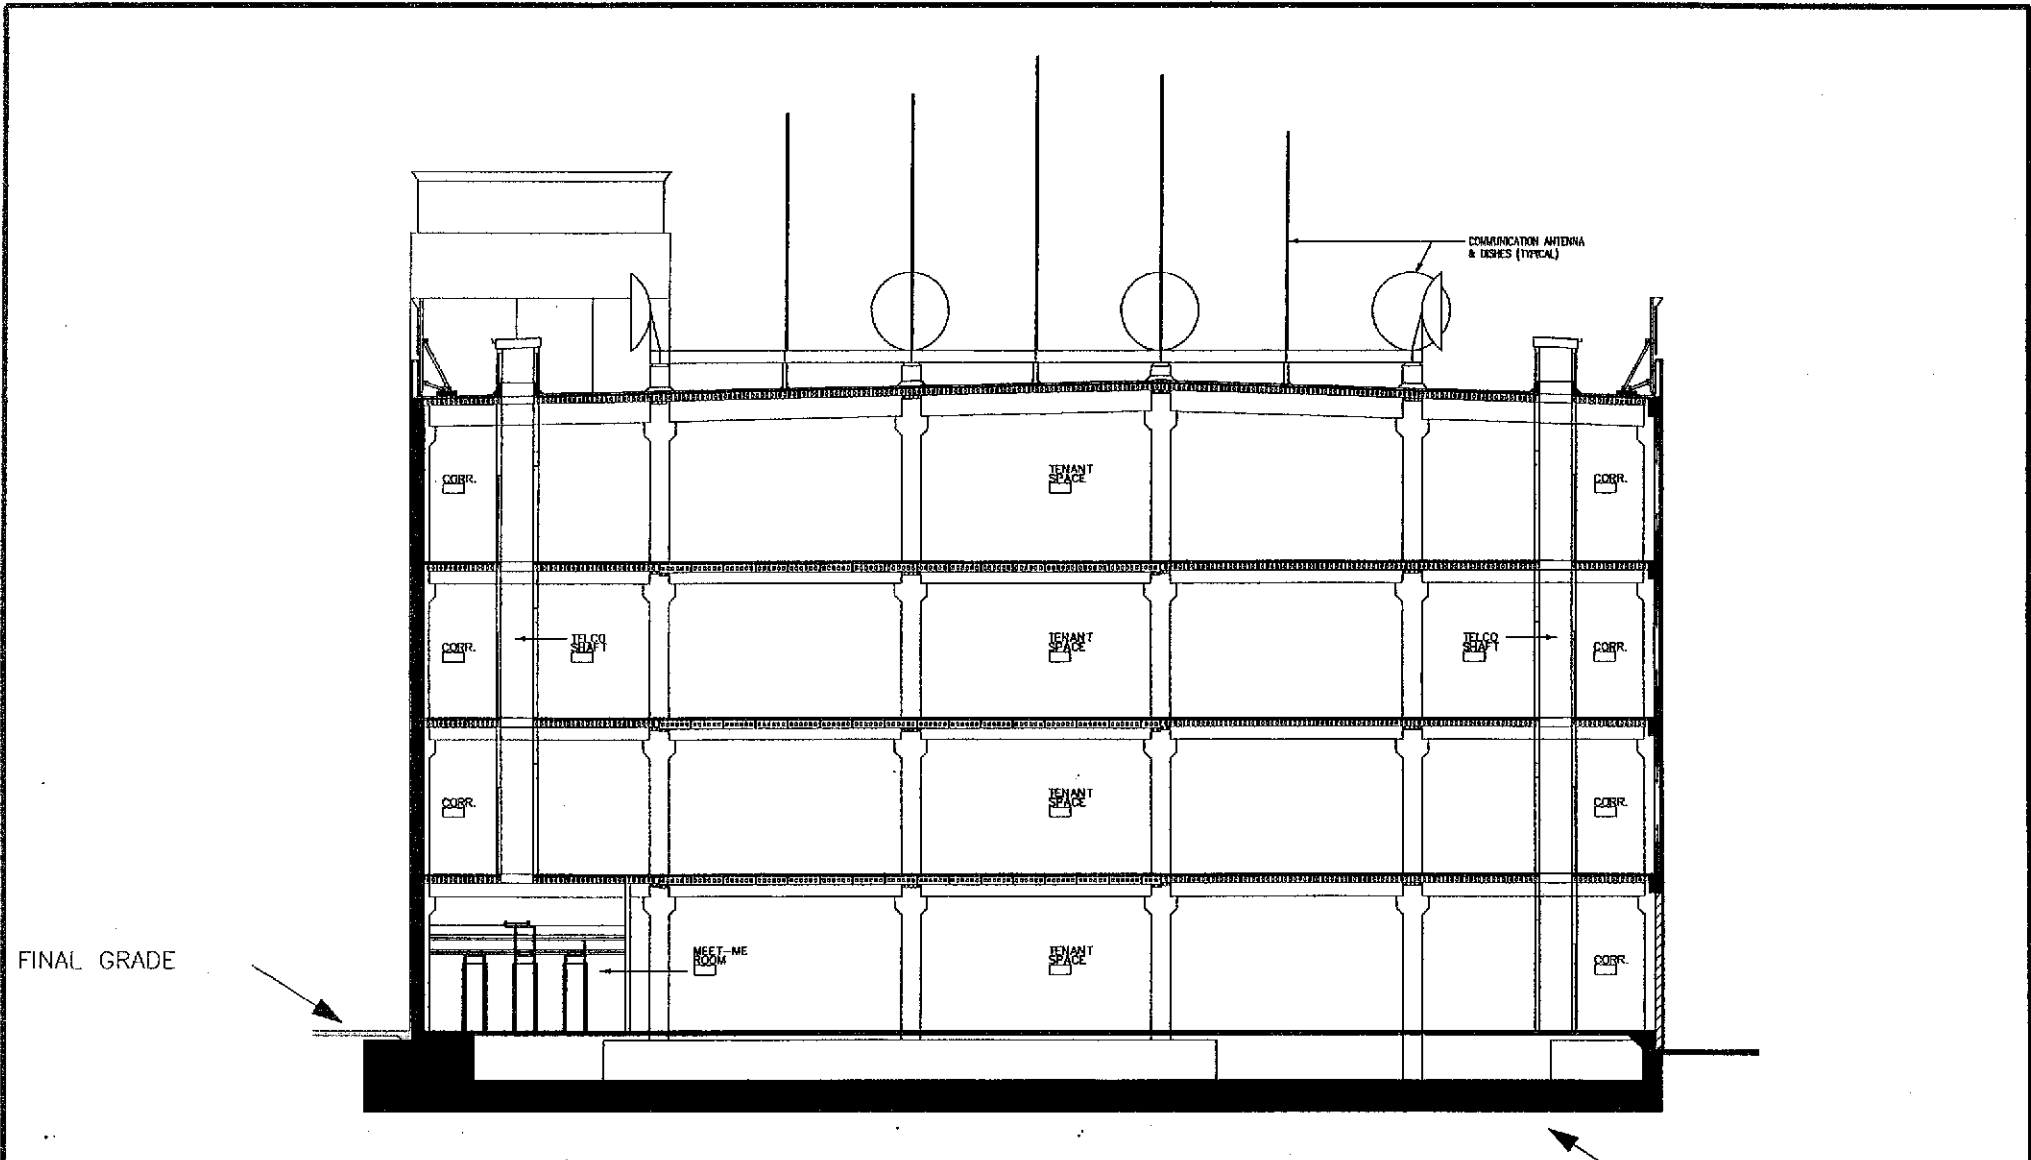 COMMUNICATION ANTENNA
& DISHES (TYPICAL)
CORR.
TENANT
SPACE
CORR.
CORR.
TELCO
SHAFT
TENANT
SPACE
TELCO
SHAFT
CORR.
CORR.
TENANT
SPACE
CORR.
FINAL GRADE
MEET-ME
ROOM
TENANT
SPACE
CORR.